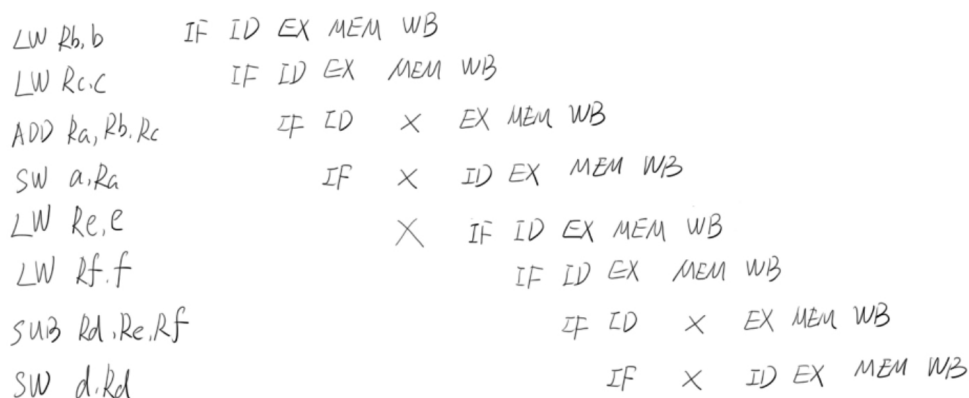 LW Rb,b IF ID EX MEM WB
LW Rc,c IF ID EX MEM WB
ADD Ra,Rb,Rc IF ID X EX MEM WB
SW a,Ra IF X ID EX MEM WB
LW Re,e X IF ID EX MEM WB
LW Rf,f IF ID EX MEM WB
SUB Rd,Re,Rf IF ID X EX MEM WB
SW d,Rd IF X ID EX MEM WB